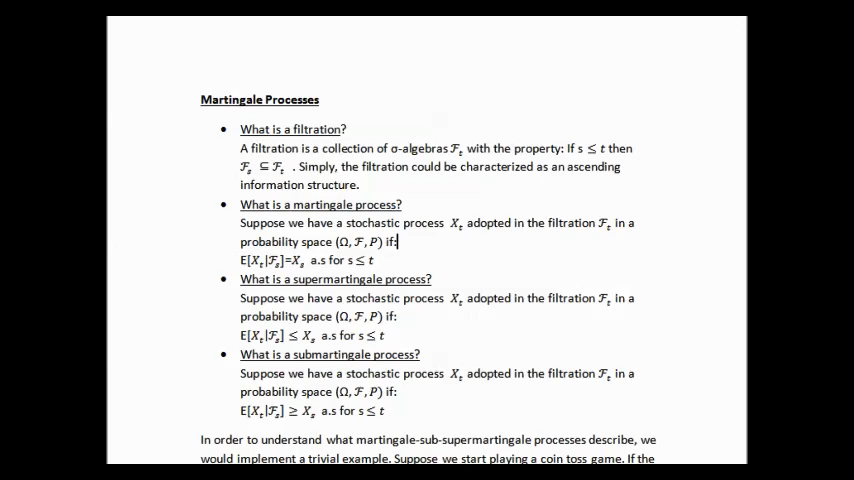 Martingale Processes
• What is a filtration?
A filtration is a collection of σ-algebras ℱₜ with the property: If s ≤ t then
ℱₛ ⊆ ℱₜ . Simply, the filtration could be characterized as an ascending
information structure.
• What is a martingale process?
Suppose we have a stochastic process Xₜ adopted in the filtration ℱₜ in a
probability space (Ω, ℱ, P) if:
E[Xₜ|ℱₛ]=Xₛ a.s for s ≤ t
• What is a supermartingale process?
Suppose we have a stochastic process Xₜ adopted in the filtration ℱₜ in a
probability space (Ω, ℱ, P) if:
E[Xₜ|ℱₛ] ≤ Xₛ a.s for s ≤ t
• What is a submartingale process?
Suppose we have a stochastic process Xₜ adopted in the filtration ℱₜ in a
probability space (Ω, ℱ, P) if:
E[Xₜ|ℱₛ] ≥ Xₛ a.s for s ≤ t
In order to understand what martingale-sub-supermartingale processes describe, we
would implement a trivial example. Suppose we start playing a coin toss game. If the